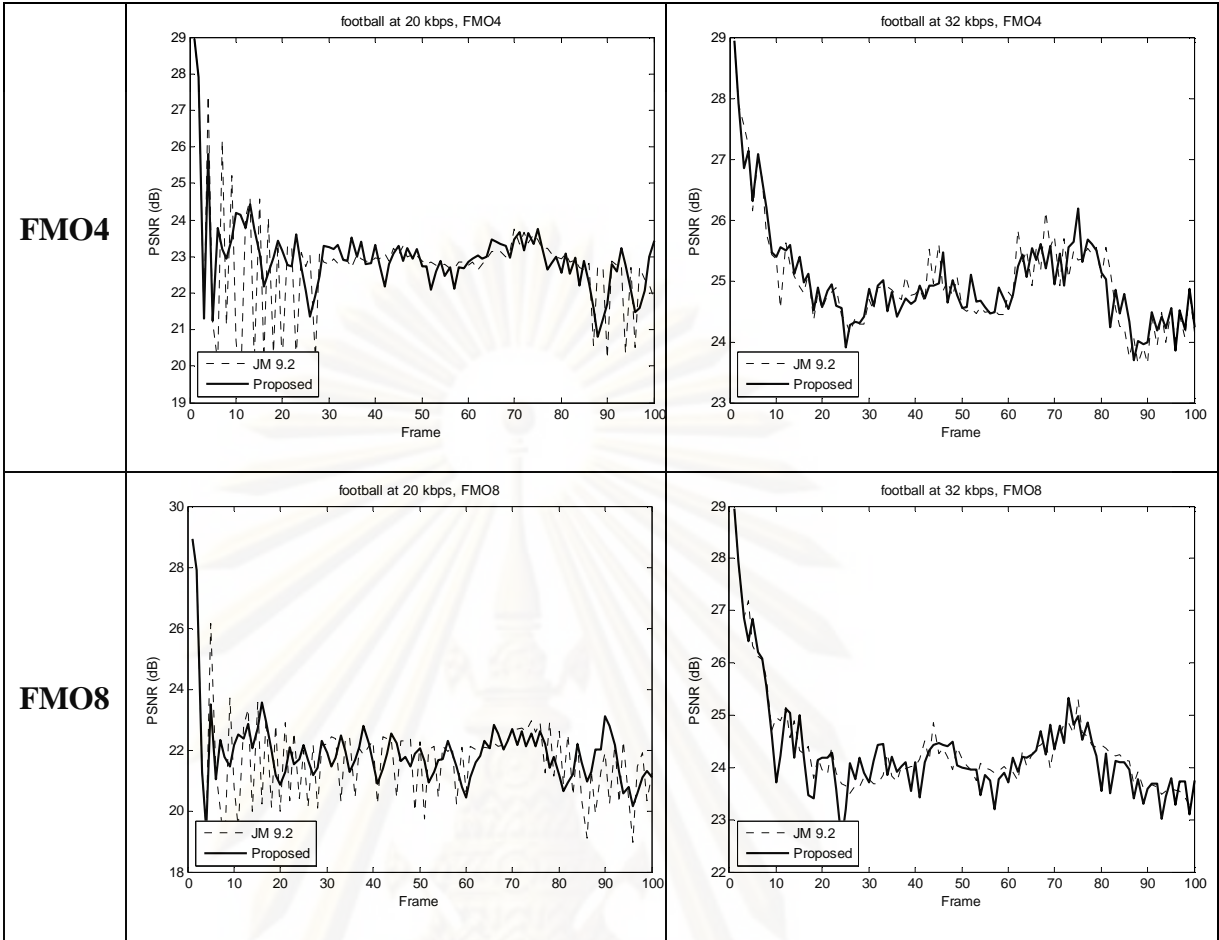 FMO4
football at 20 kbps, FMO4
29
28
27
26
25
24
23
22
21
20
19
PSNR (dB)
JM 9.2
Proposed
0 10 20 30 40 50 60 70 80 90 100
Frame
football at 32 kbps, FMO4
29
28
27
26
25
24
23
PSNR (dB)
JM 9.2
Proposed
0 10 20 30 40 50 60 70 80 90 100
Frame
FMO8
football at 20 kbps, FMO8
30
28
26
24
22
20
18
PSNR (dB)
JM 9.2
Proposed
0 10 20 30 40 50 60 70 80 90 100
Frame
football at 32 kbps, FMO8
29
28
27
26
25
24
23
22
PSNR (dB)
JM 9.2
Proposed
0 10 20 30 40 50 60 70 80 90 100
Frame